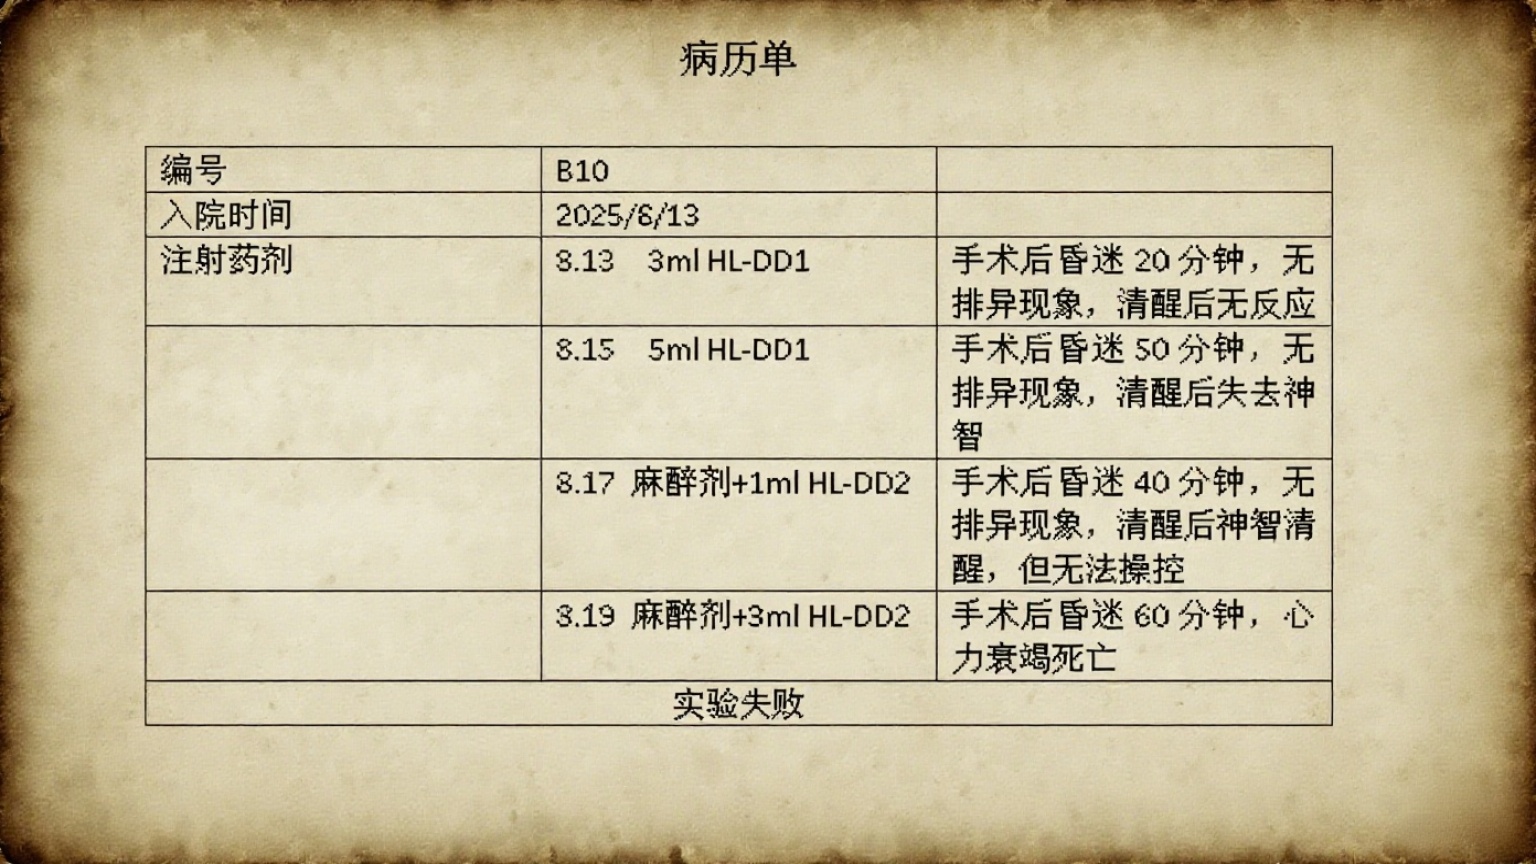 病历单
编号 B10
入院时间 2025/8/13
注射药剂 8.13 3ml HL-DD1 手术后昏迷 20 分钟，无
排异现象，清醒后无反应
8.15 5ml HL-DD1 手术后昏迷 50 分钟，无
排异现象，清醒后失去神
智
8.17 麻醉剂+1ml HL-DD2 手术后昏迷 40 分钟，无
排异现象，清醒后神智清
醒，但无法操控
8.19 麻醉剂+3ml HL-DD2 手术后昏迷 60 分钟，心
力衰竭死亡
实验失败